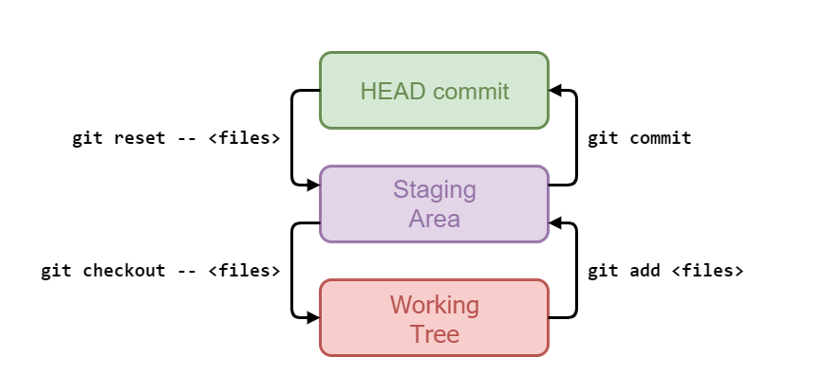 HEAD commit
git reset -- <files>
git commit
Staging
Area
git checkout -- <files>
git add <files>
Working
Tree